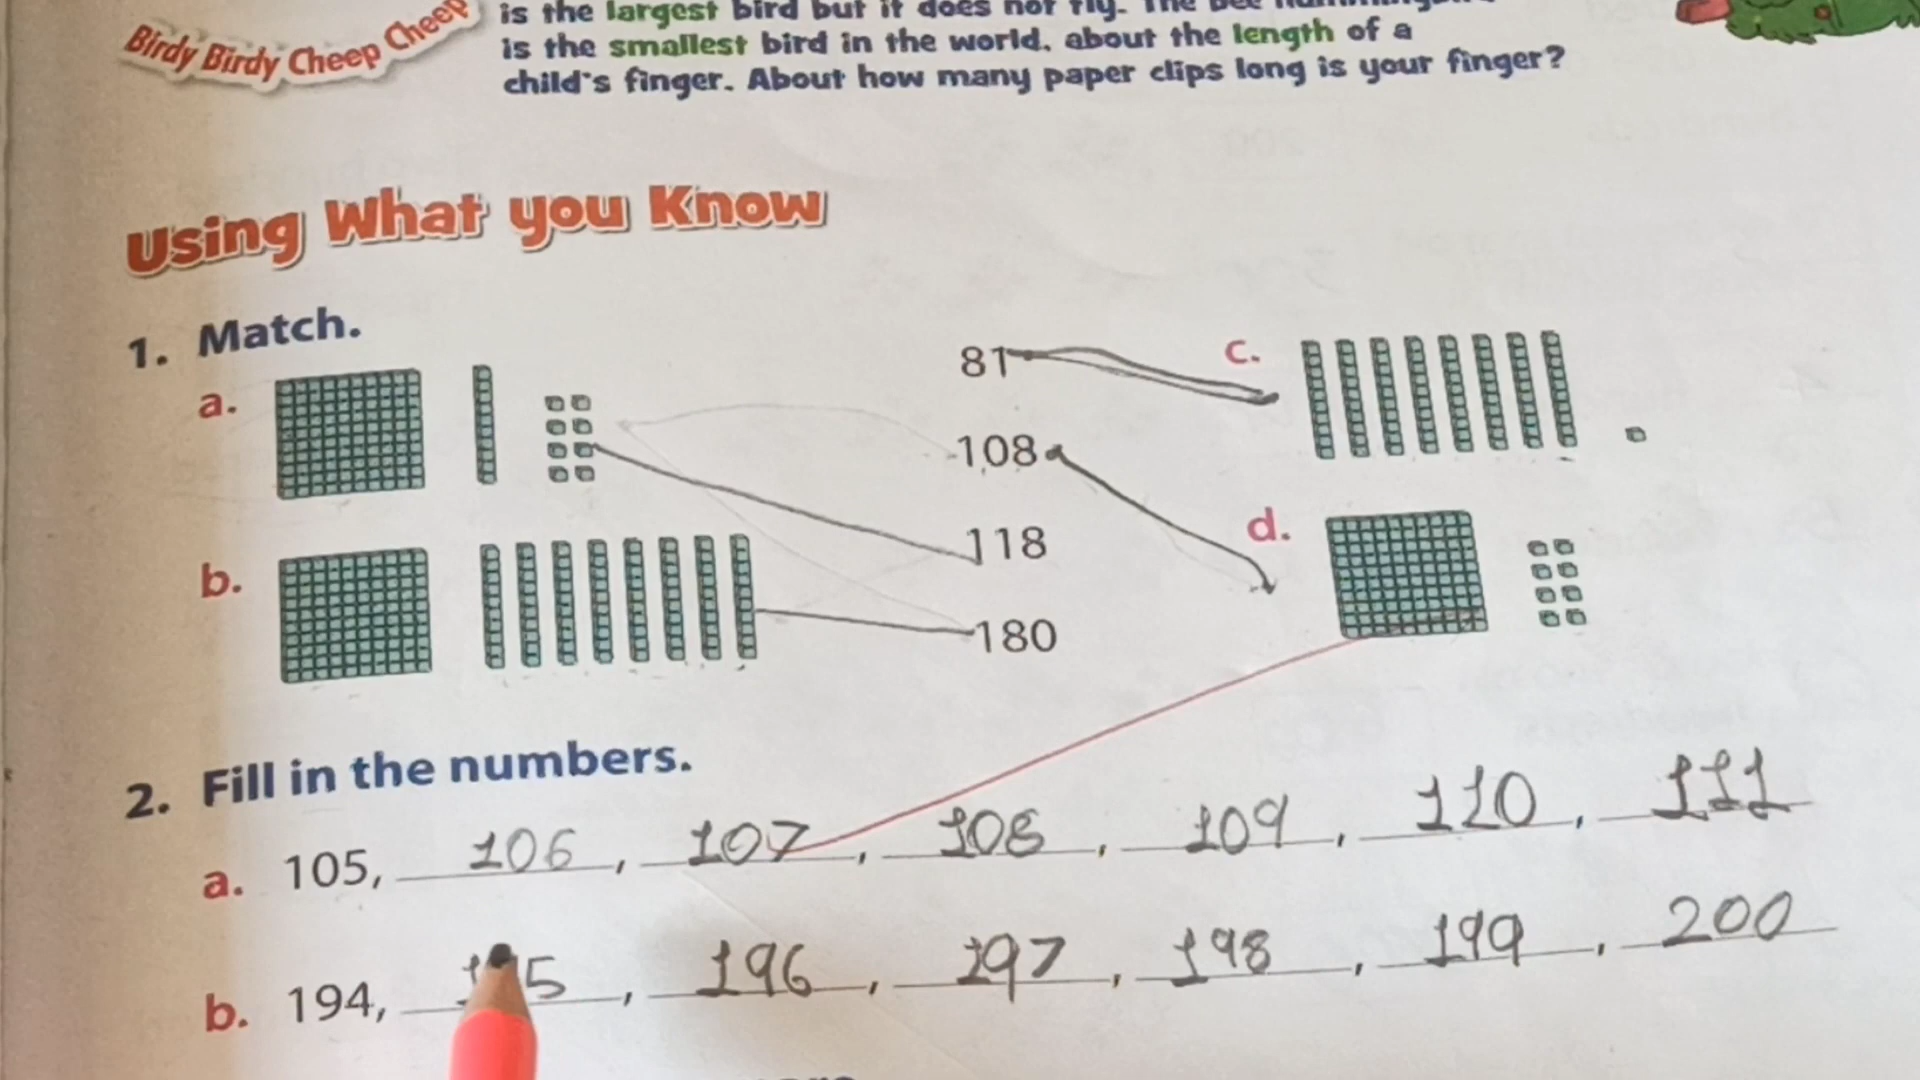 Birdy Birdy Cheep Cheep
is the largest bird but it does not fly. The Bee
is the smallest bird in the world, about the length of a
child's finger. About how many paper clips long is your finger?
Using What you Know
1. Match.
a.
81
c.
108
118
d.
b.
180
2. Fill in the numbers.
a. 105, 106, 107, 108, 109, 110, 111
b. 194, 196, 197, 198, 199, 200